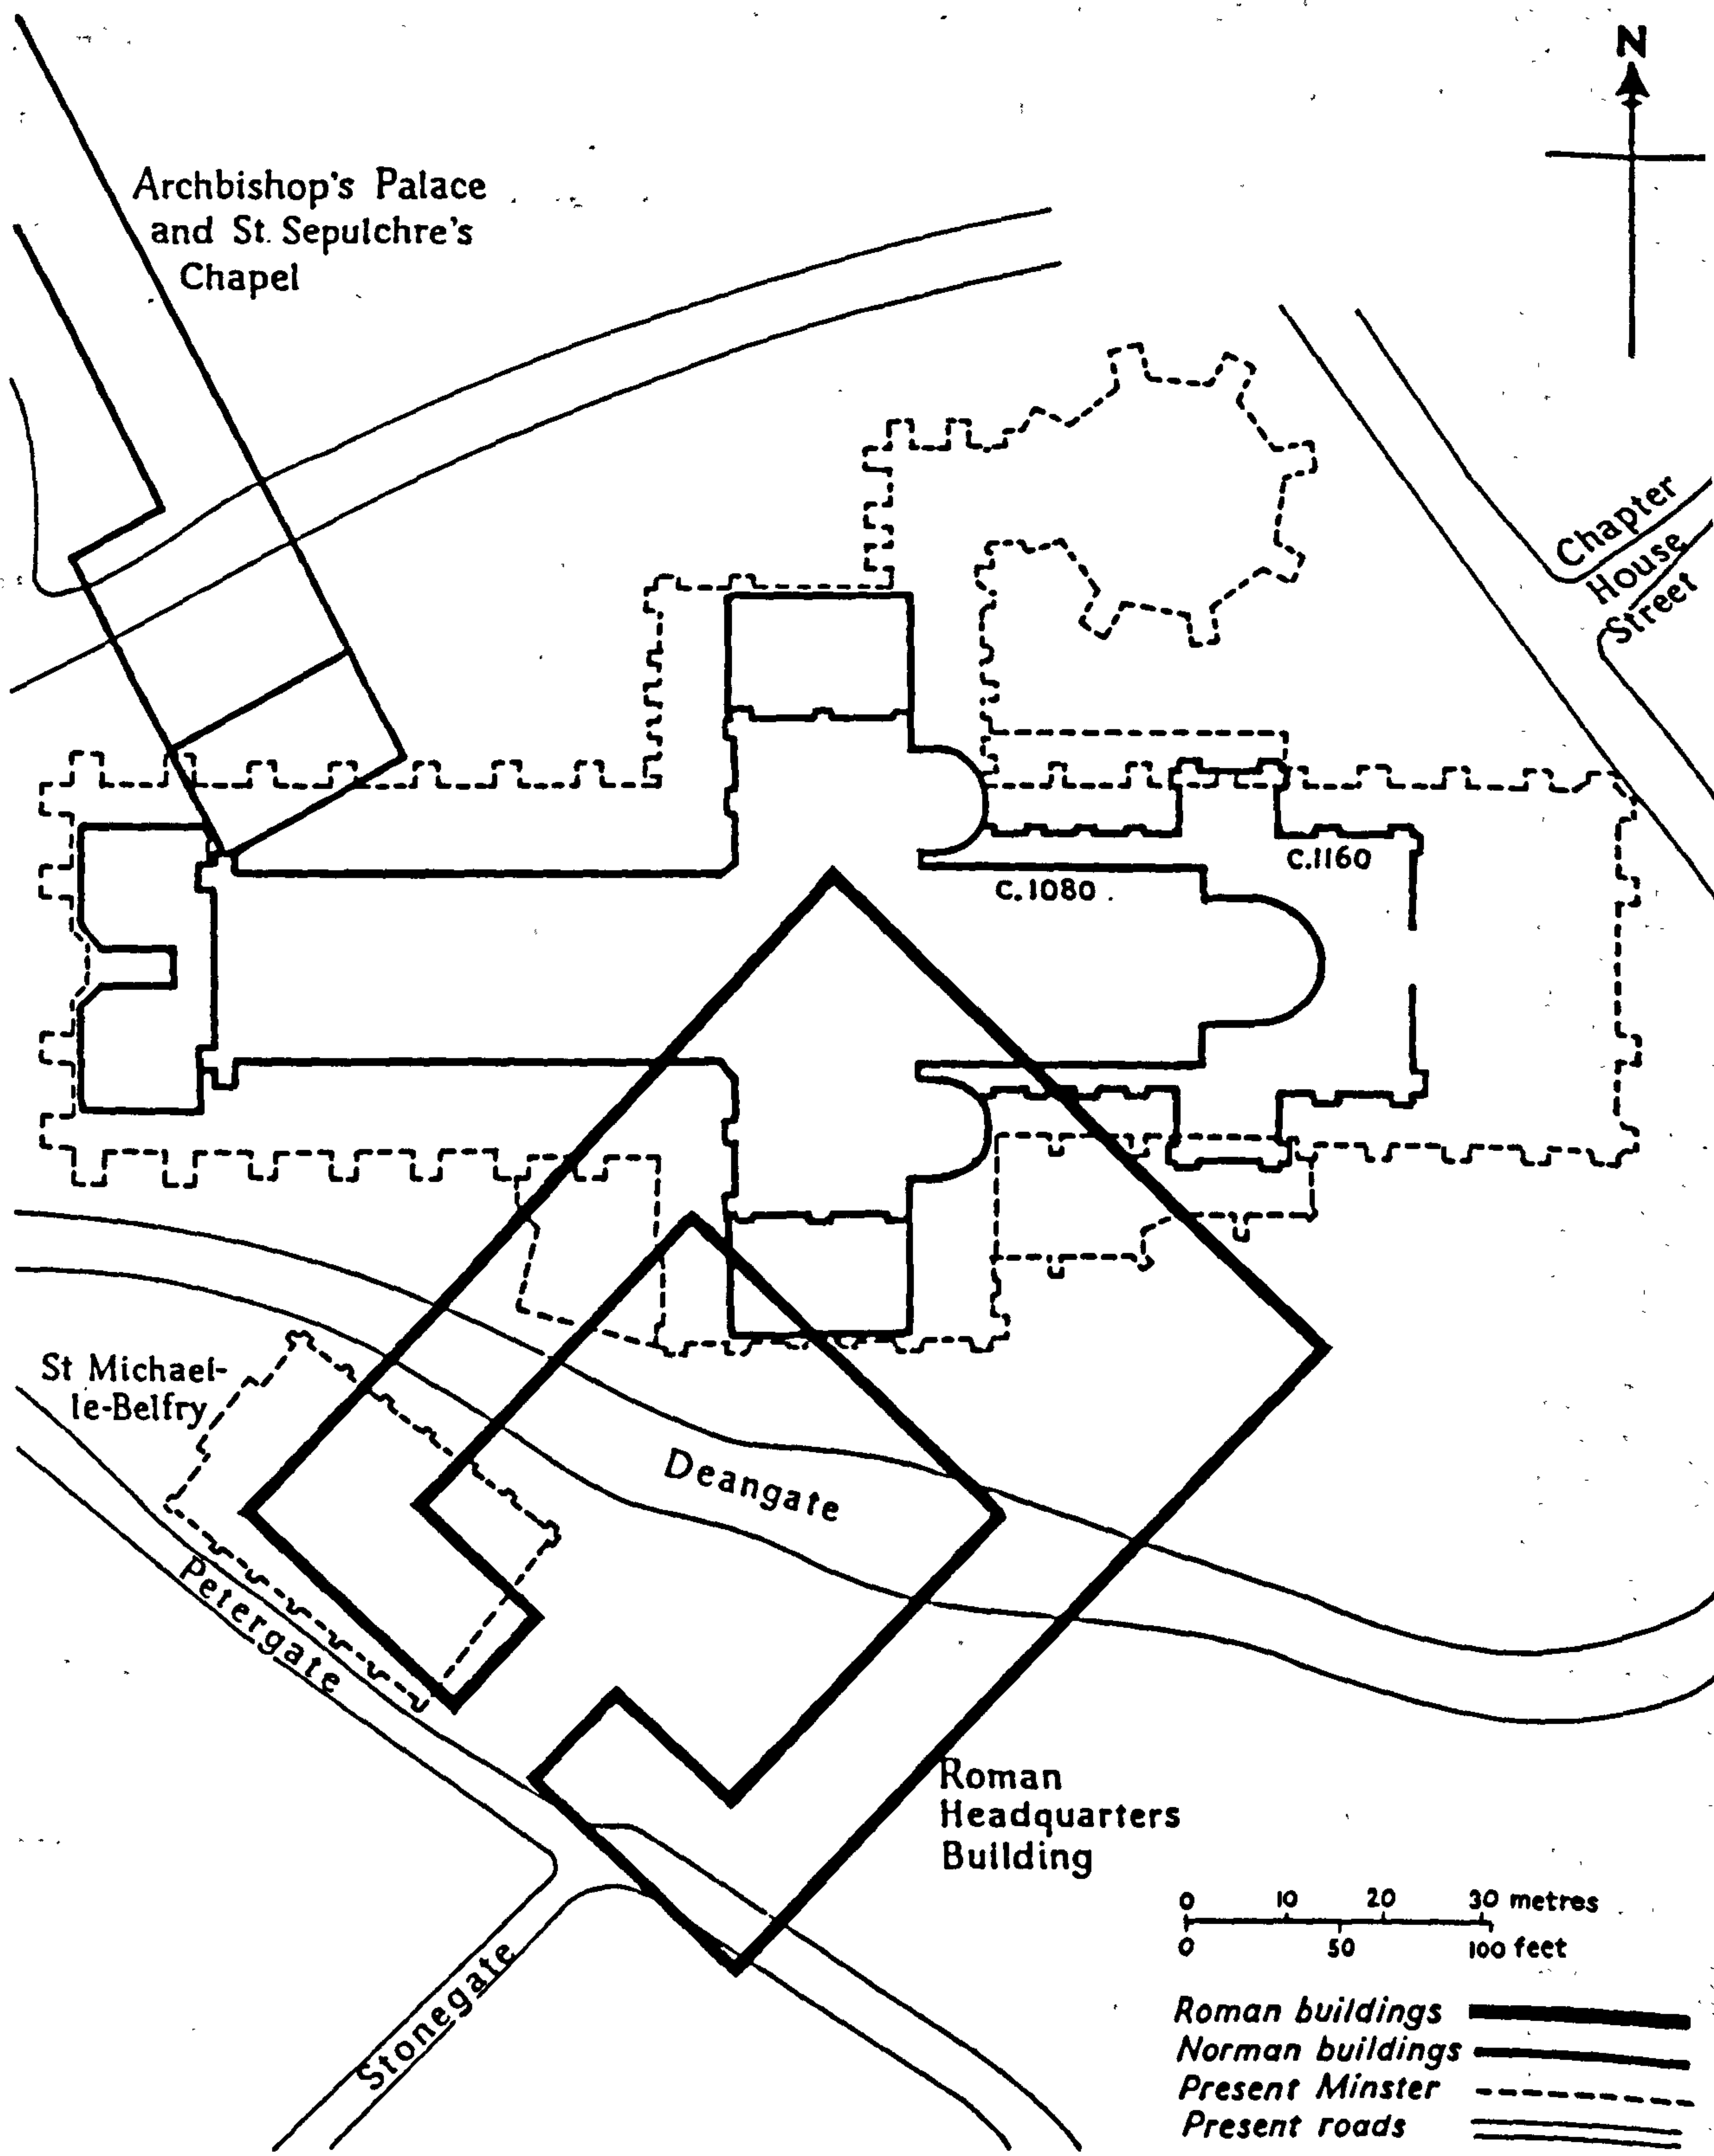 N
Archbishop's Palace
and St. Sepulchre's
Chapel
Chapter
House
Street
C.1160
C.1080
St Michael-
le-Belfry
Deangate
Petergate
Roman
Headquarters
Building
Stonegate
0 10 20 30 metres
0 50 100 feet
Roman buildings
Norman buildings
Present Minster
Present roads